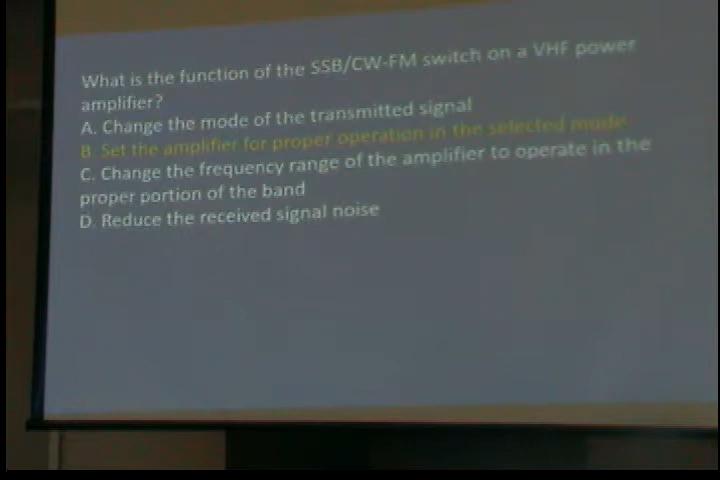 What is the function of the SSB/CW-FM switch on a VHF power
amplifier?
A. Change the mode of the transmitted signal
B. Set the amplifier for proper operation in the selected mode
C. Change the frequency range of the amplifier to operate in the
proper portion of the band
D. Reduce the received signal noise